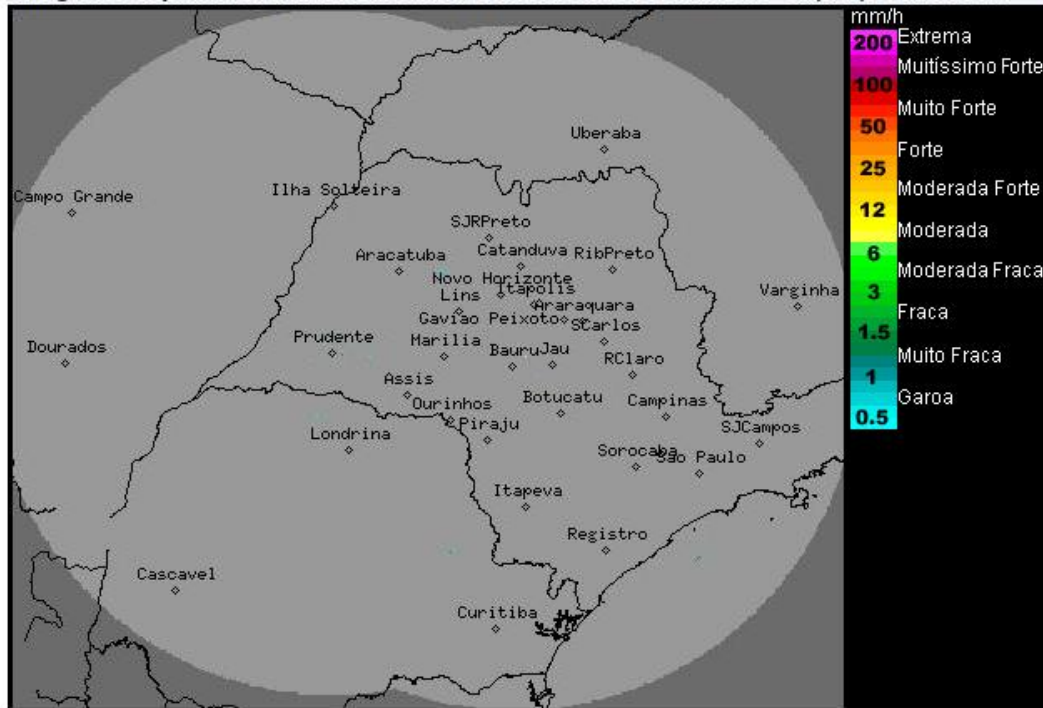 mm/h
200 Extrema
Muitíssimo Forte
100
Muito Forte
50
Forte
25
Moderada Forte
12
Moderada
6
Moderada Fraca
3
Fraca
1.5
Muito Fraca
1
Garoa
0.5
Uberaba
Campo Grande
Ilha Solteira
SJRPreto
Aracatuba
Catanduva
RibPreto
Novo Horizonte
Itapolis
Lins
Araraquara
Varginha
Gaviao Peixoto
SCarlos
Prudente
Marilia
Dourados
Bauru
Jau
RClaro
Assis
Ourinhos
Botucatu
Campinas
Londrina
Piraju
SJCampos
Sorocaba
Sao Paulo
Itapeva
Registro
Cascavel
Curitiba